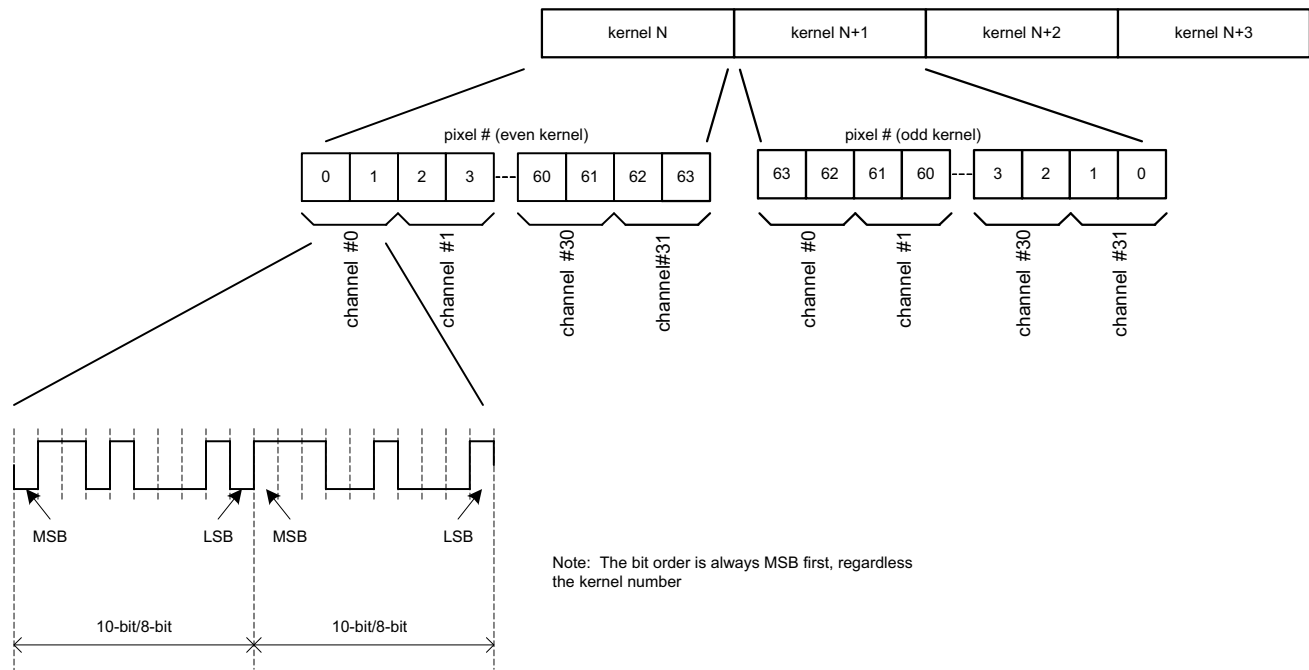 kernel N kernel N+1 kernel N+2 kernel N+3
pixel # (even kernel) pixel # (odd kernel)
0 1 2 3 60 61 62 63 63 62 61 60 3 2 1 0
channel #0
channel #1
channel #30
channel#31
channel #0
channel #1
channel #30
channel #31
MSB LSB MSB LSB
Note: The bit order is always MSB first, regardless
the kernel number
10-bit/8-bit 10-bit/8-bit